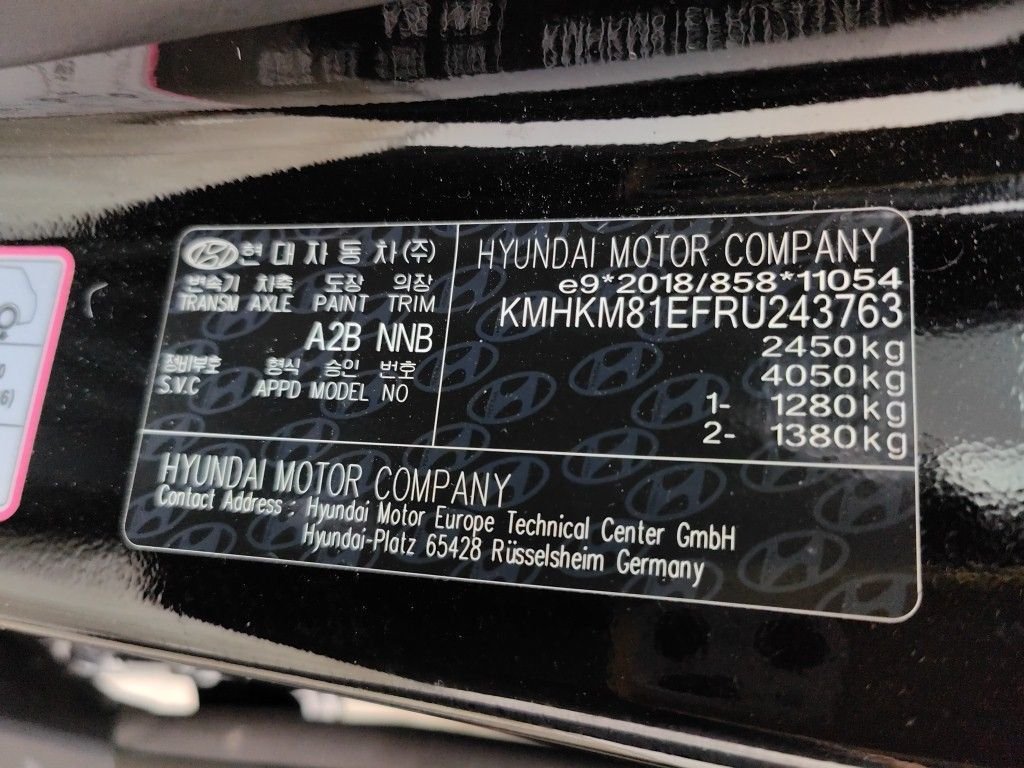 현대자동차(주)
변속기 차축 도장 의장
TRANSM AXLE PAINT TRIM
A2B NNB
정비부호 형식 승인 번호
S.V.C APPD MODEL NO
HYUNDAI MOTOR COMPANY
e9*2018/858*11054
KMHKM81EFRU243763
2450kg
4050kg
1- 1280kg
2- 1380kg
HYUNDAI MOTOR COMPANY
Contact Address : Hyundai Motor Europe Technical Center GmbH
Hyundai-Platz 65428 Rüsselsheim Germany